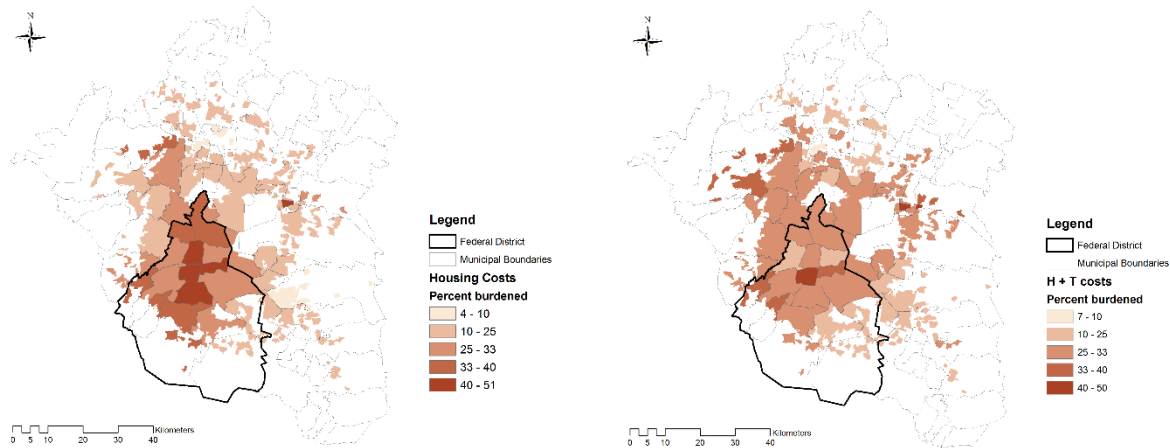 N
Legend
Federal District
Municipal Boundaries
Housing Costs
Percent burdened
4 - 10
10 - 25
25 - 33
33 - 40
40 - 51
Kilometers
0 5 10 20 30 40
N
Legend
Federal District
Municipal Boundaries
H + T costs
Percent burdened
7 - 10
10 - 25
25 - 33
33 - 40
40 - 50
Kilometers
0 5 10 20 30 40